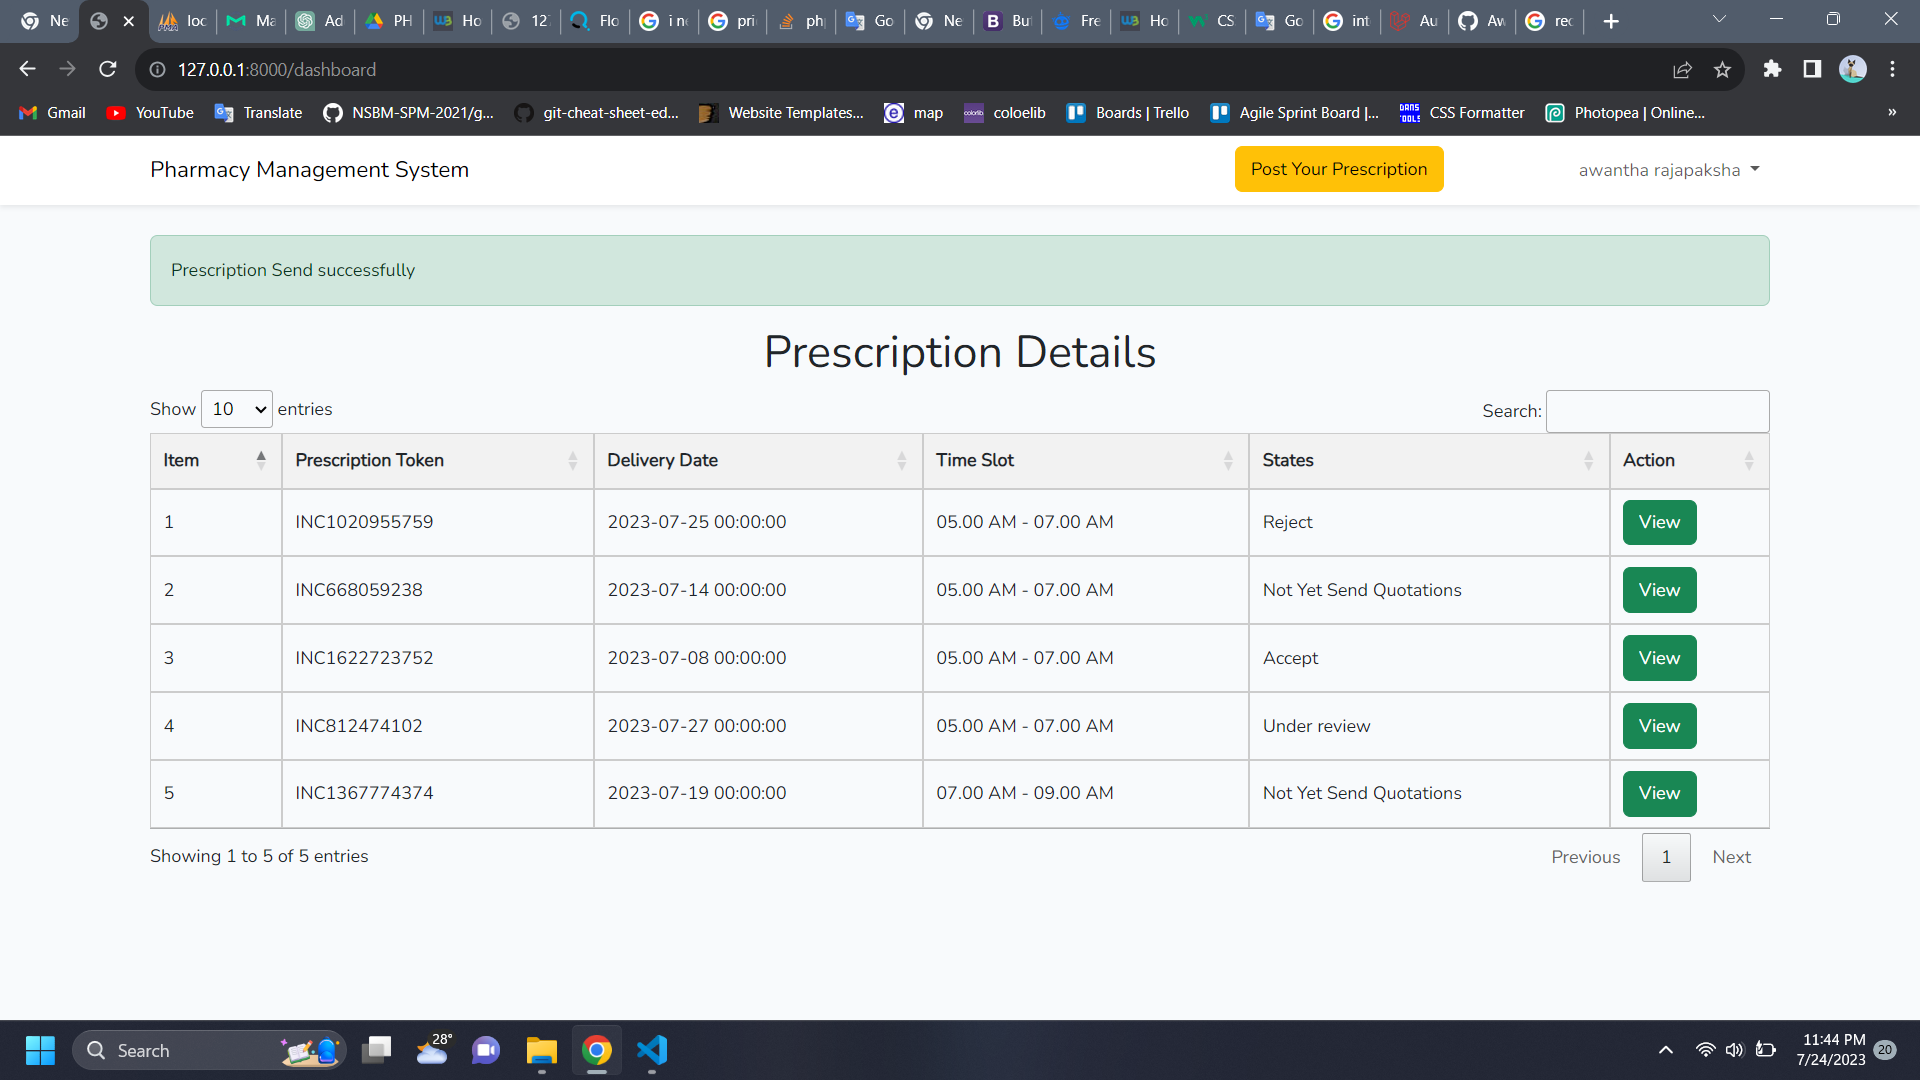 Ne
loc
Ma
Ad
PH
Ho
127
Flo
i ne
pri
php
Go
Ne
But
Fre
Ho
CS
Go
int
Au
Aw
rec
127.0.0.1:8000/dashboard
Gmail YouTube Translate NSBM-SPM-2021/g... git-cheat-sheet-ed... Website Templates... map coloelib Boards | Trello Agile Sprint Board |... CSS Formatter Photopea | Online... »
Pharmacy Management System Post Your Prescription awantha rajapaksha
Prescription Send successfully
Prescription Details
Show 10 entries Search:
Item Prescription Token Delivery Date Time Slot States Action
1 INC1020955759 2023-07-25 00:00:00 05.00 AM - 07.00 AM Reject View
2 INC668059238 2023-07-14 00:00:00 05.00 AM - 07.00 AM Not Yet Send Quotations View
3 INC1622723752 2023-07-08 00:00:00 05.00 AM - 07.00 AM Accept View
4 INC812474102 2023-07-27 00:00:00 05.00 AM - 07.00 AM Under review View
5 INC1367774374 2023-07-19 00:00:00 07.00 AM - 09.00 AM Not Yet Send Quotations View
Showing 1 to 5 of 5 entries Previous 1 Next
Search 28° 11:44 PM
7/24/2023 20